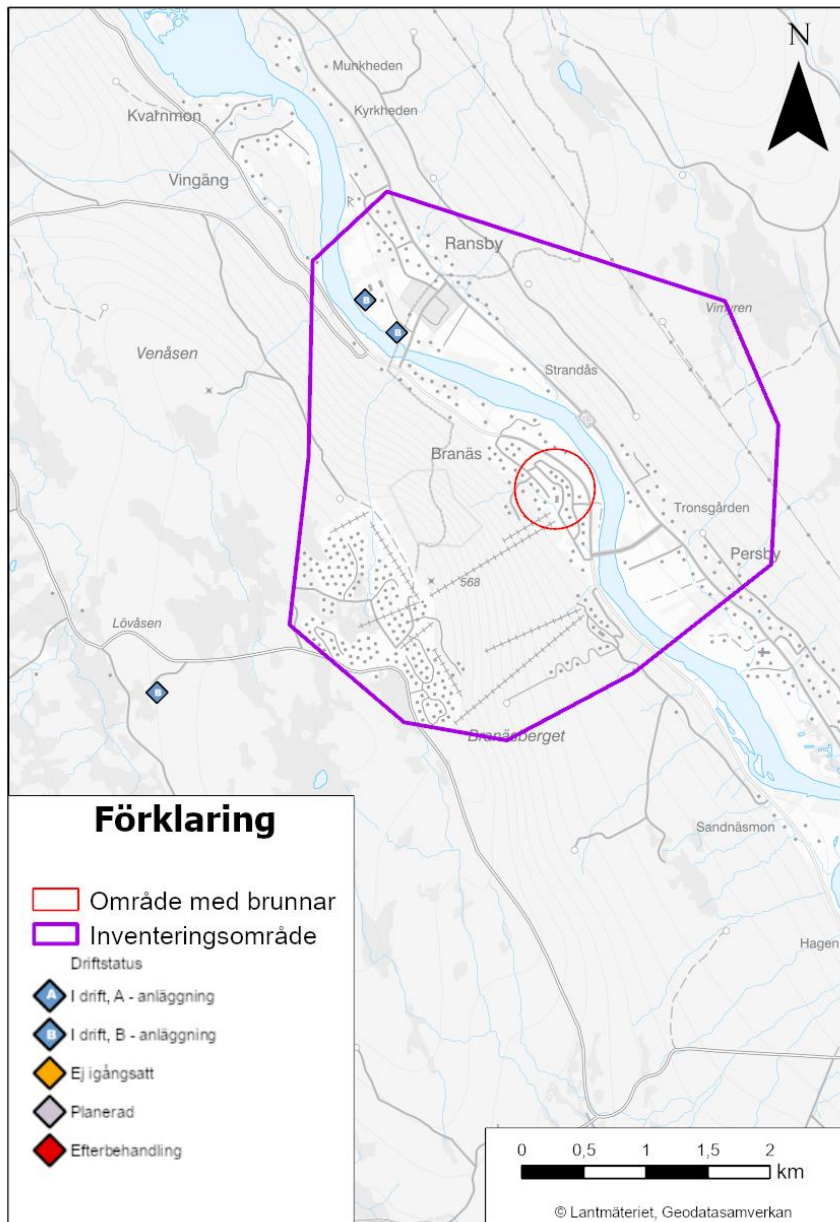 N
Munkheden
Kvarnmon
Kyrkheden
Vingäng
R
Ransby
B
Vimyren
B
Venåsen
Strandås
Branäs
Tronsgården
Persby
568
Lövåsen
B
Branäsberget
Sandnäsmon
Hagen
Förklaring
Område med brunnar
Inventeringsområde
Driftstatus
A I drift, A - anläggning
B I drift, B - anläggning
Ej igångsatt
Planerad
Efterbehandling
0 0,5 1 1,5 2
km
© Lantmäteriet, Geodatasamverkan